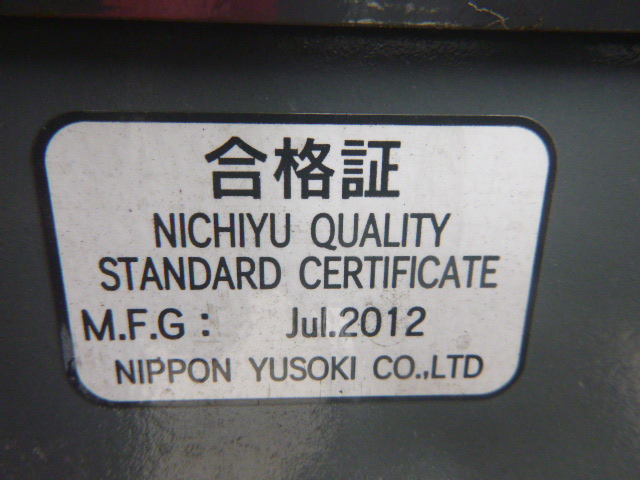 合格証
NICHIYU QUALITY
STANDARD CERTIFICATE
M.F.G : Jul.2012
NIPPON YUSOKI CO.,LTD